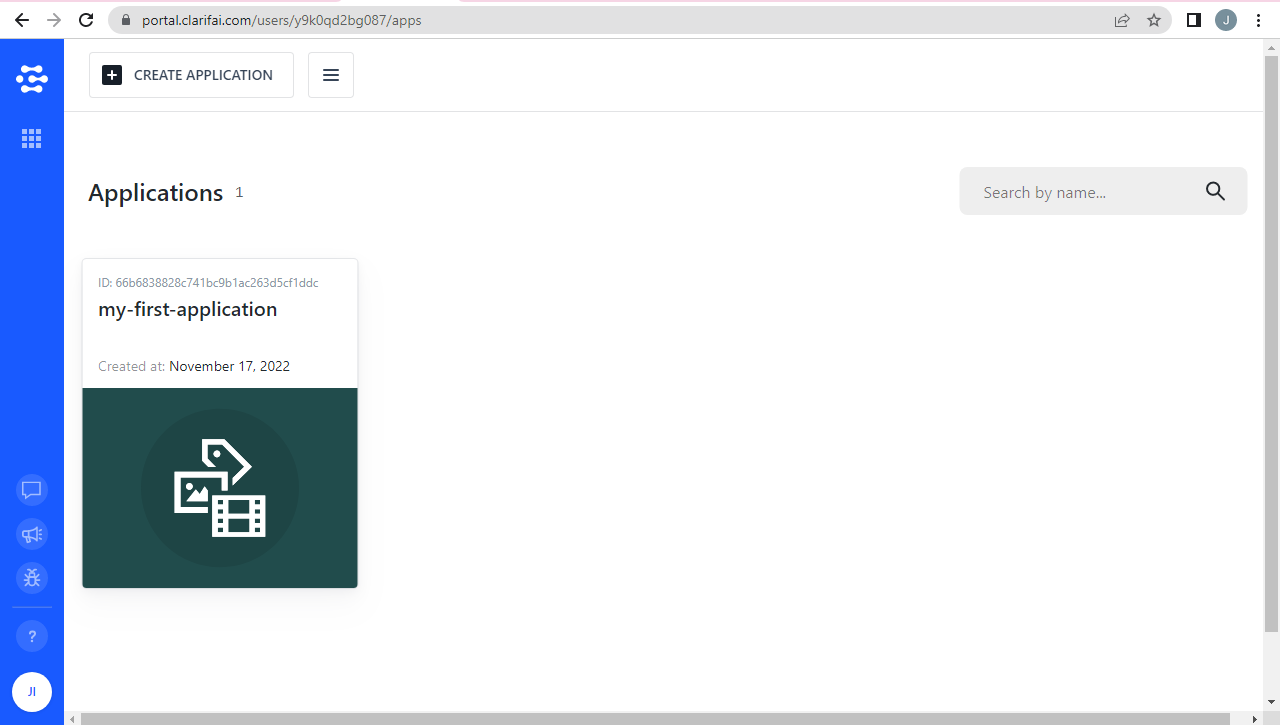 portal.clarifai.com/users/y9k0qd2bg087/apps
J
CREATE APPLICATION
Applications 1
Search by name...
ID: 66b6838828c741bc9b1ac263d5cf1ddc
my-first-application
Created at: November 17, 2022
?
JI